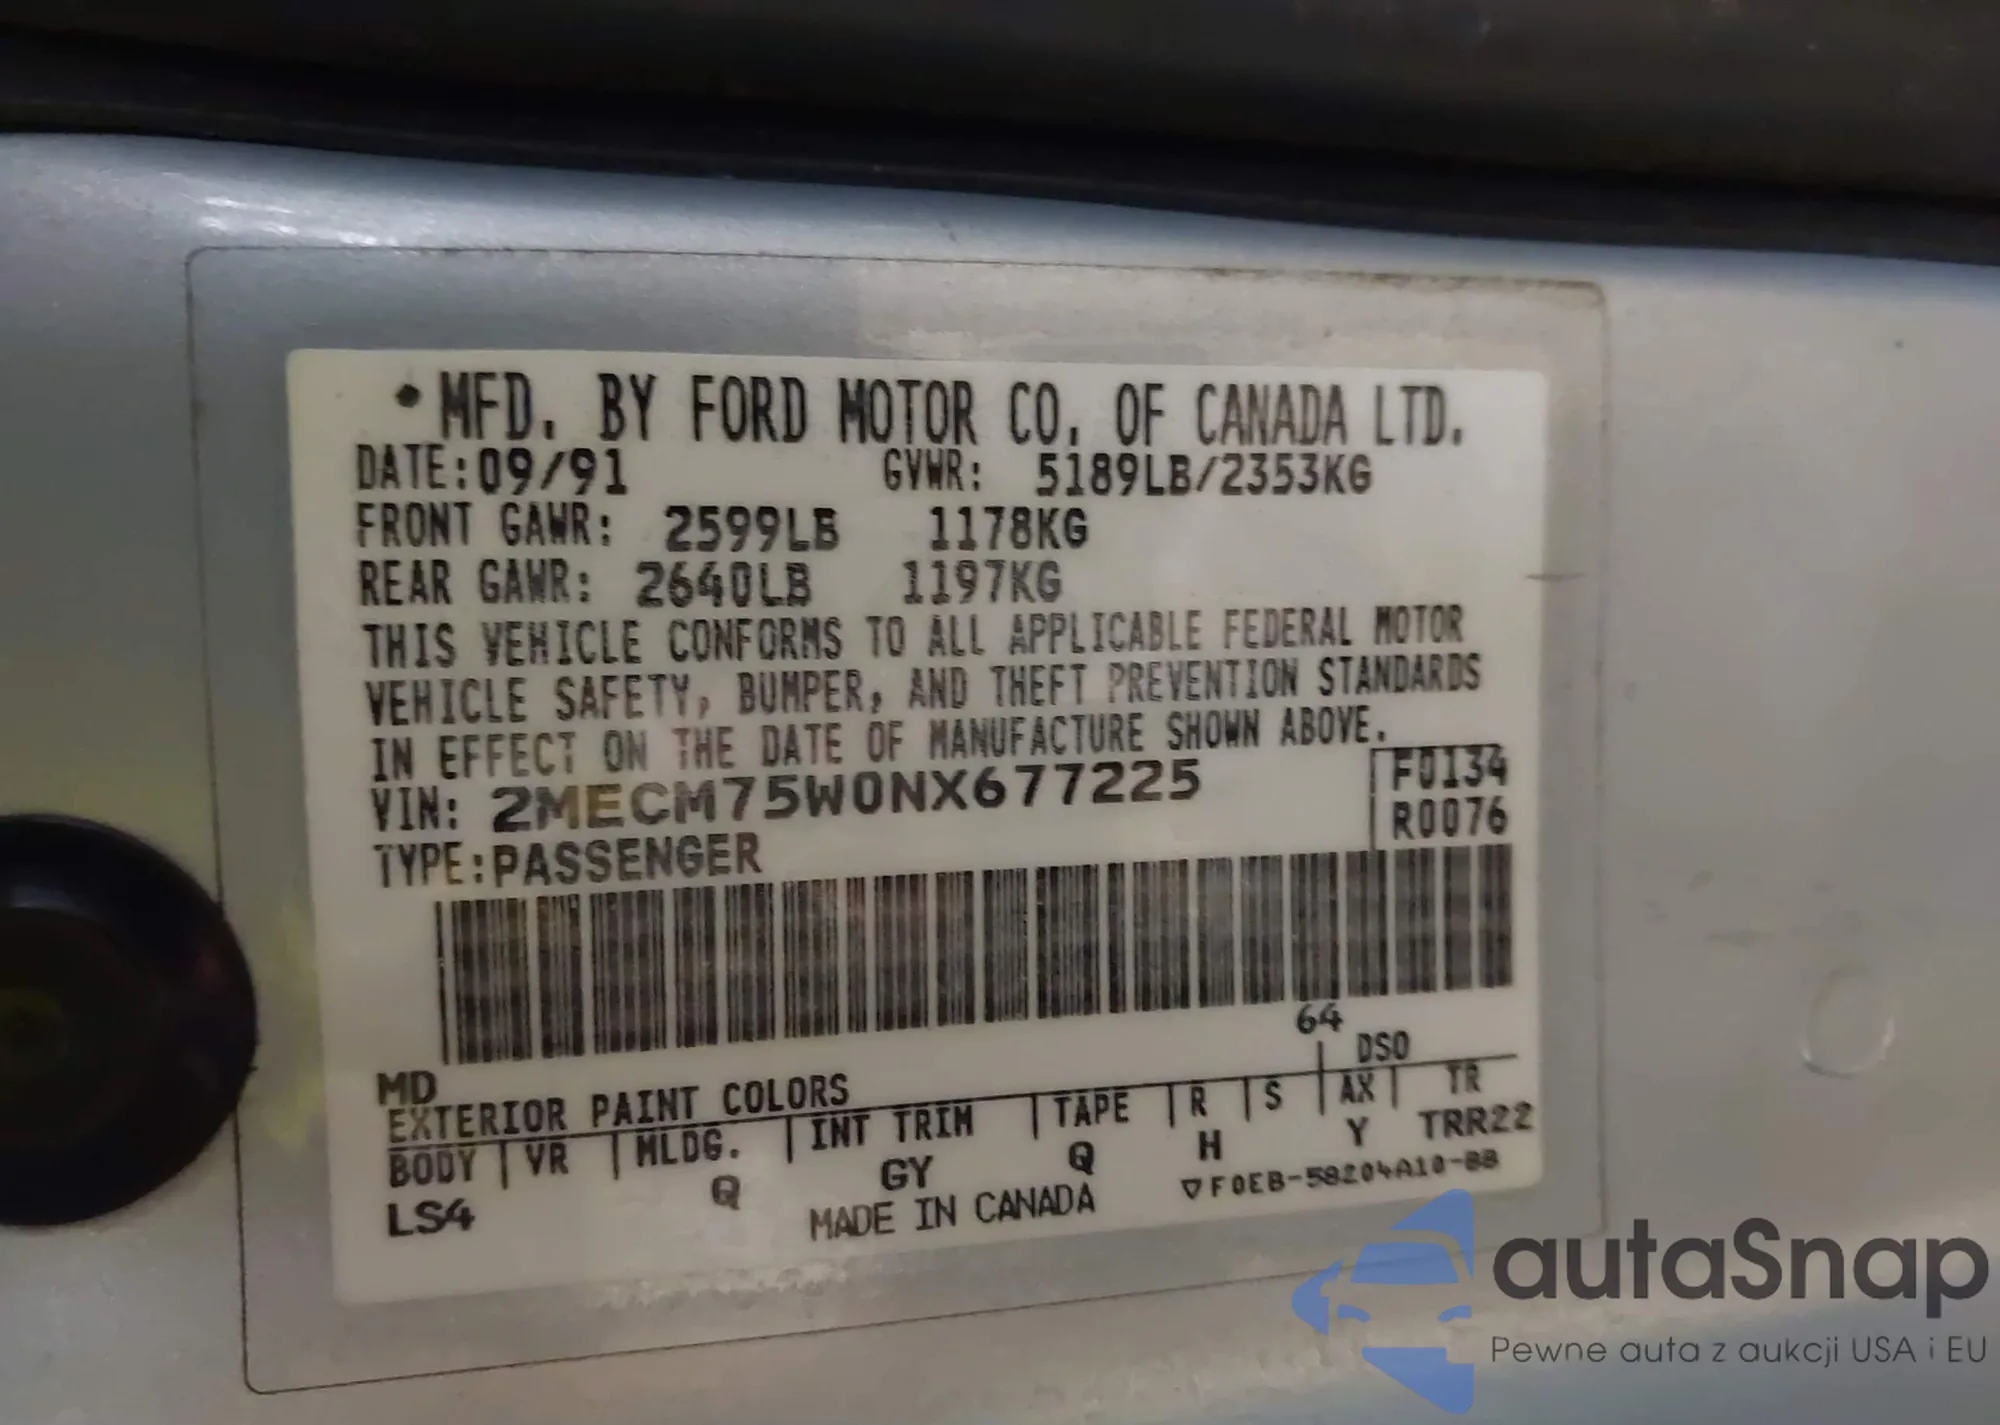 • MFD. BY FORD MOTOR CO. OF CANADA LTD.
DATE: 09/91 GVWR: 5189LB/2353KG
FRONT GAWR: 2599LB 1178KG
REAR GAWR: 2640LB 1197KG
THIS VEHICLE CONFORMS TO ALL APPLICABLE FEDERAL MOTOR
VEHICLE SAFETY, BUMPER, AND THEFT PREVENTION STANDARDS
IN EFFECT ON THE DATE OF MANUFACTURE SHOWN ABOVE.
VIN: 2MECM75W0NX677225
F0134
R0076
TYPE: PASSENGER
64
MD DSO
EXTERIOR PAINT COLORS
BODY | VR | MLDG. | INT TRIM | TAPE | R | S | AX | TR
LS4 Q GY Q H Y TRR22
MADE IN CANADA ▽F0EB-58204A10-BB
autaSnap
Pewne auta z aukcji USA i EU